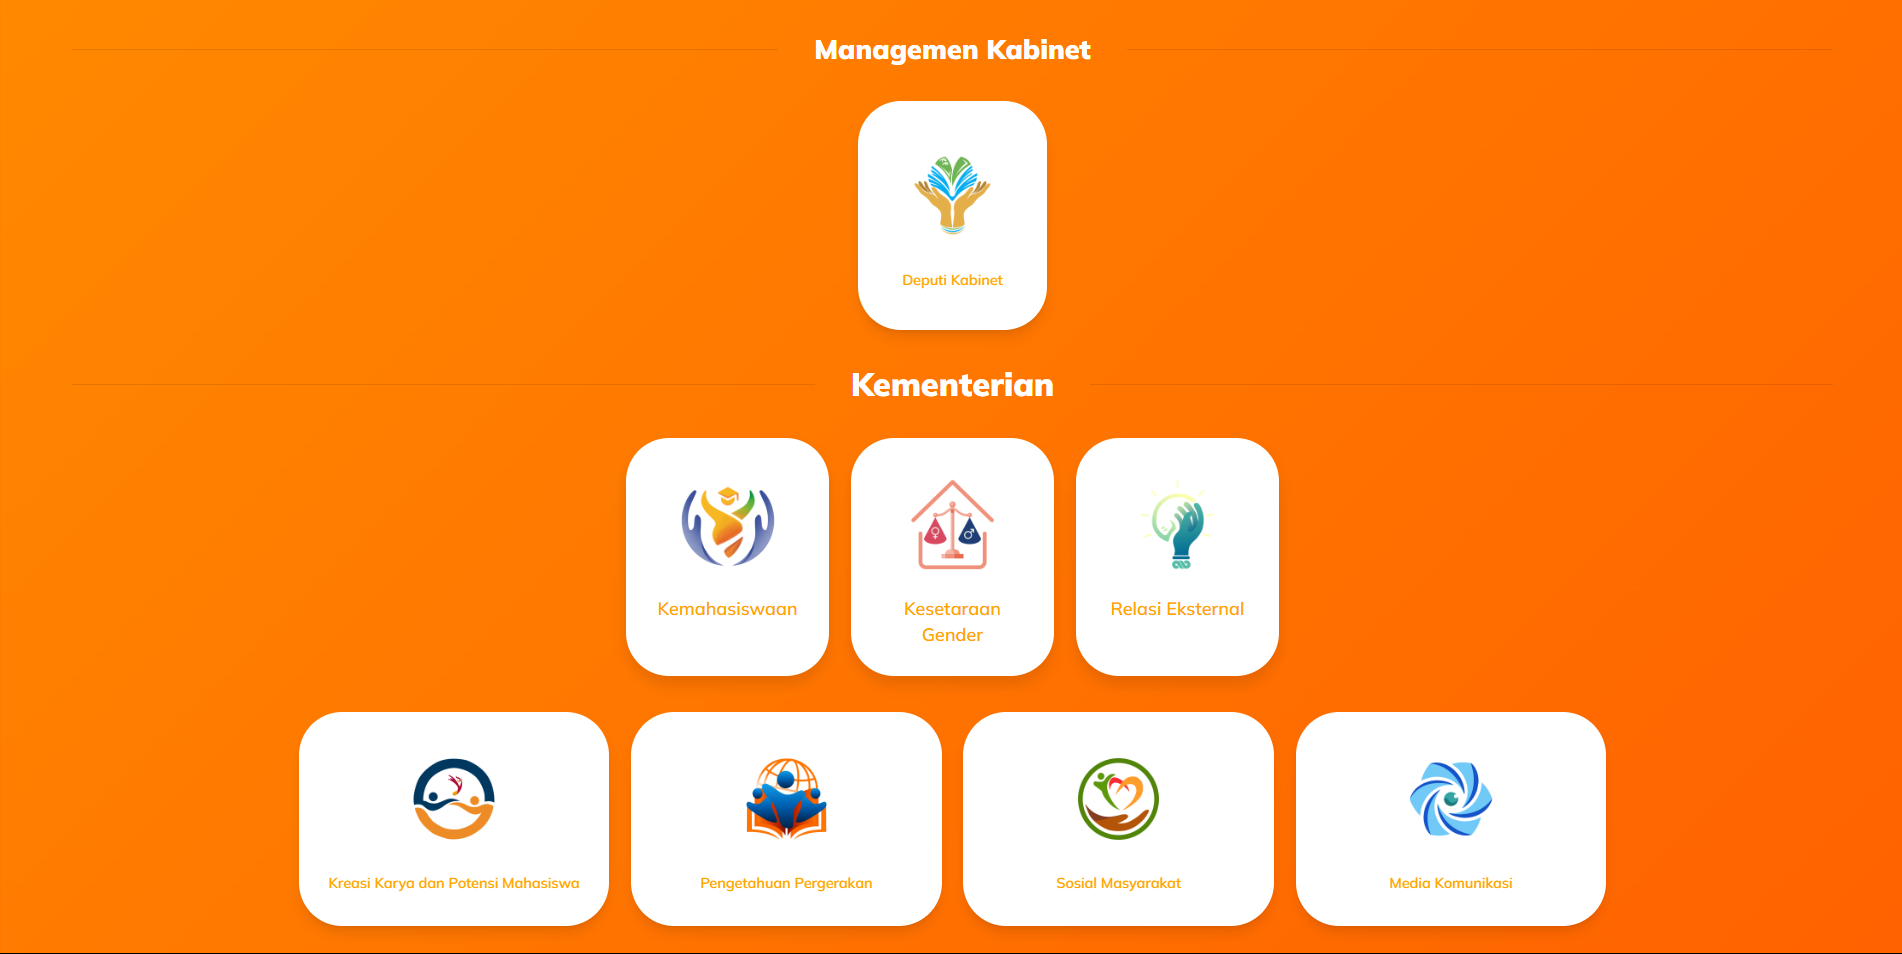 Managemen Kabinet
Deputi Kabinet
Kementerian
Kemahasiswaan
Kesetaraan
Gender
Relasi Eksternal
Kreasi Karya dan Potensi Mahasiswa
Pengetahuan Pergerakan
Sosial Masyarakat
Media Komunikasi